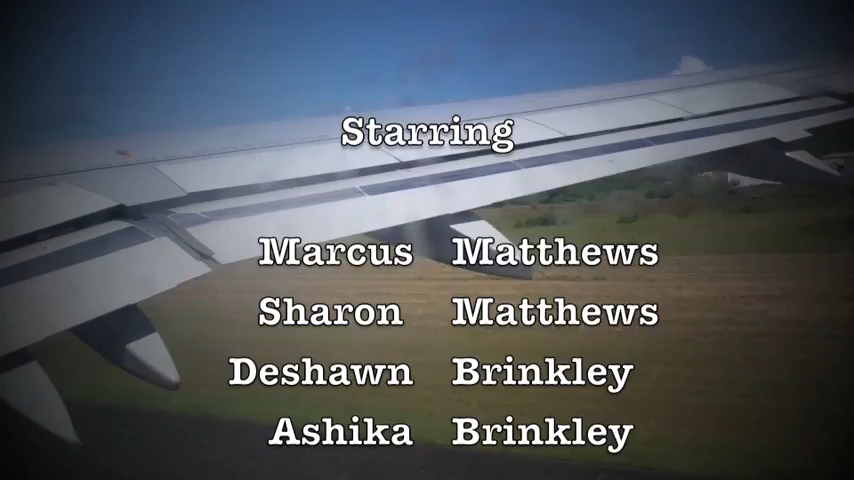 Starring
Marcus Matthews
Sharon Matthews
Deshawn Brinkley
Ashika Brinkley